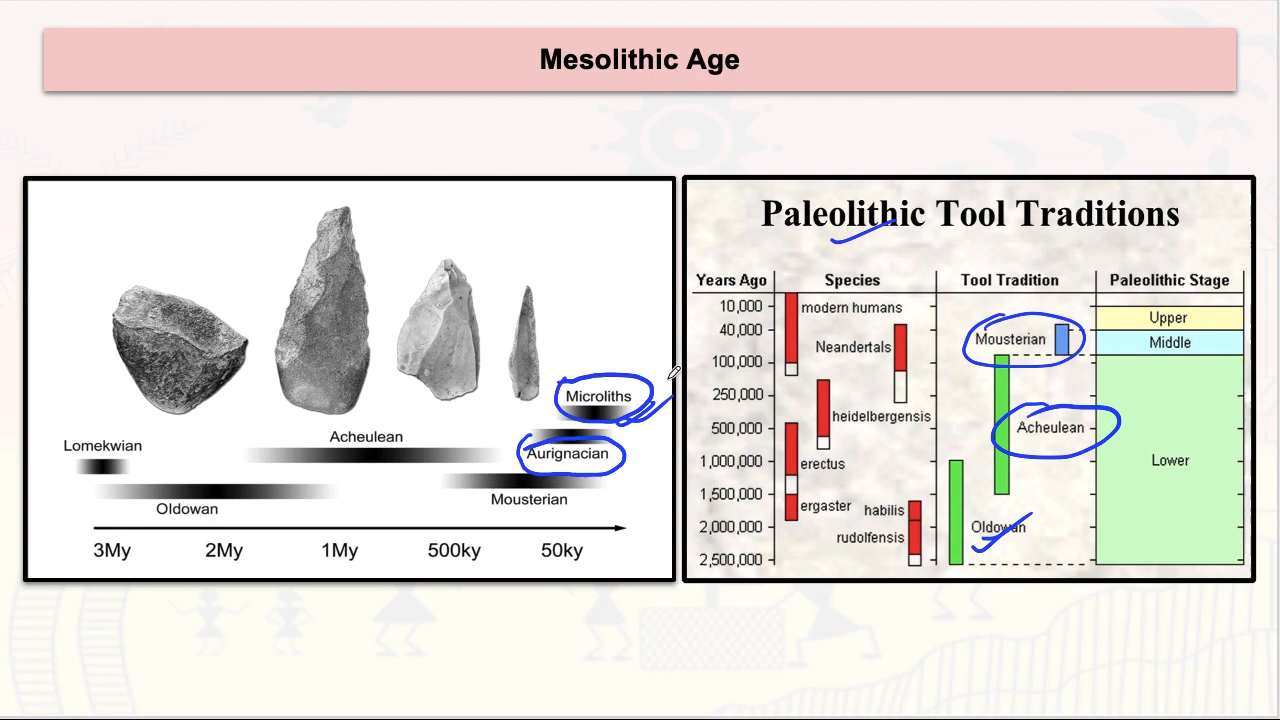 Mesolithic Age
Microliths
Lomekwian
Acheulean
Aurignacian
Mousterian
Oldowan
3My 2My 1My 500ky 50ky
Paleolithic Tool Traditions
Years Ago Species Tool Tradition Paleolithic Stage
10,000 modern humans
Upper
40,000
Neandertals Mousterian Middle
100,000
250,000
heidelbergensis
500,000 Acheulean
1,000,000 erectus Lower
1,500,000
ergaster habilis
2,000,000 Oldowan
rudolfensis
2,500,000